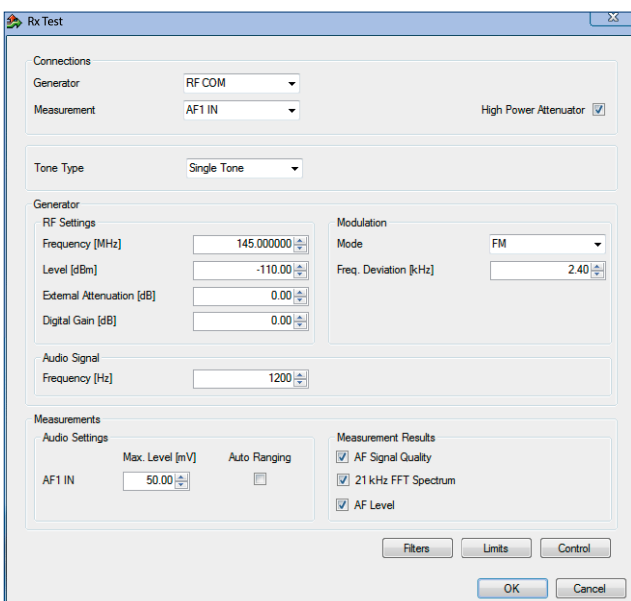 Rx Test
Connections
Generator RF COM
Measurement AF1 IN High Power Attenuator
Tone Type Single Tone
Generator
RF Settings Modulation
Frequency [MHz] 145.000000 Mode FM
Level [dBm] -110.00 Freq. Deviation [kHz] 2.40
External Attenuation [dB] 0.00
Digital Gain [dB] 0.00
Audio Signal
Frequency [Hz] 1200
Measurements
Audio Settings Measurement Results
Max. Level [mV] Auto Ranging AF Signal Quality
AF1 IN 50.00 21 kHz FFT Spectrum
AF Level
Filters Limits Control
OK Cancel